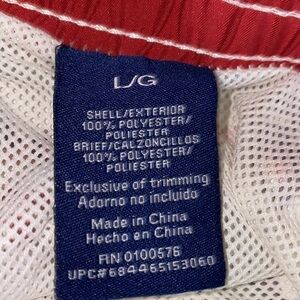 L/G
SHELL/EXTERIOR
100% POLYESTER/
POLIESTER
BRIEF/CALZONCILLOS
100% POLYESTER/
POLIESTER
Exclusive of trimming
Adorno no incluido
Made in China
Hecho en China
RN 0100576
UPC#684465153060